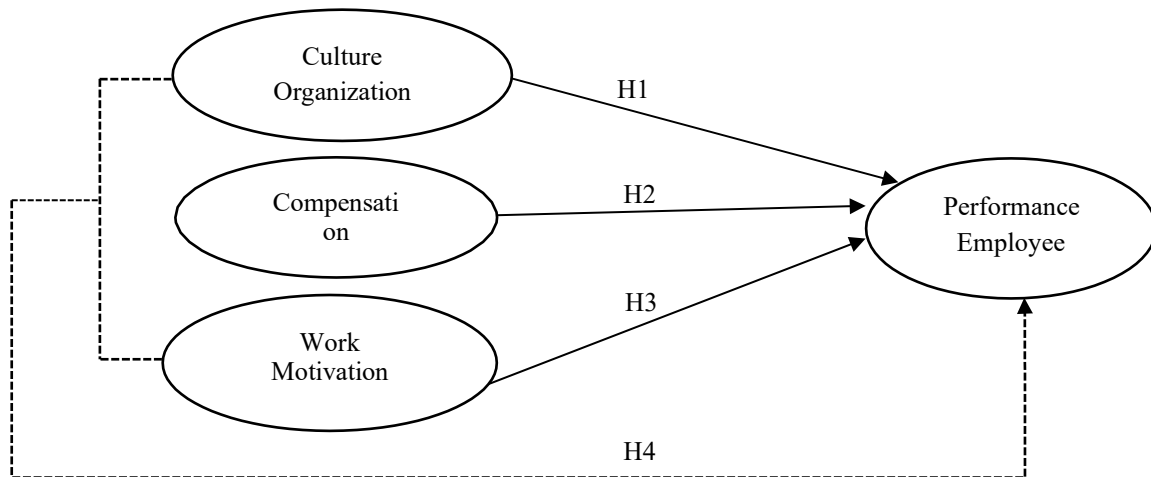 Culture
Organization
H1
Compensati
on
H2
Performance
Employee
Work
Motivation
H3
H4